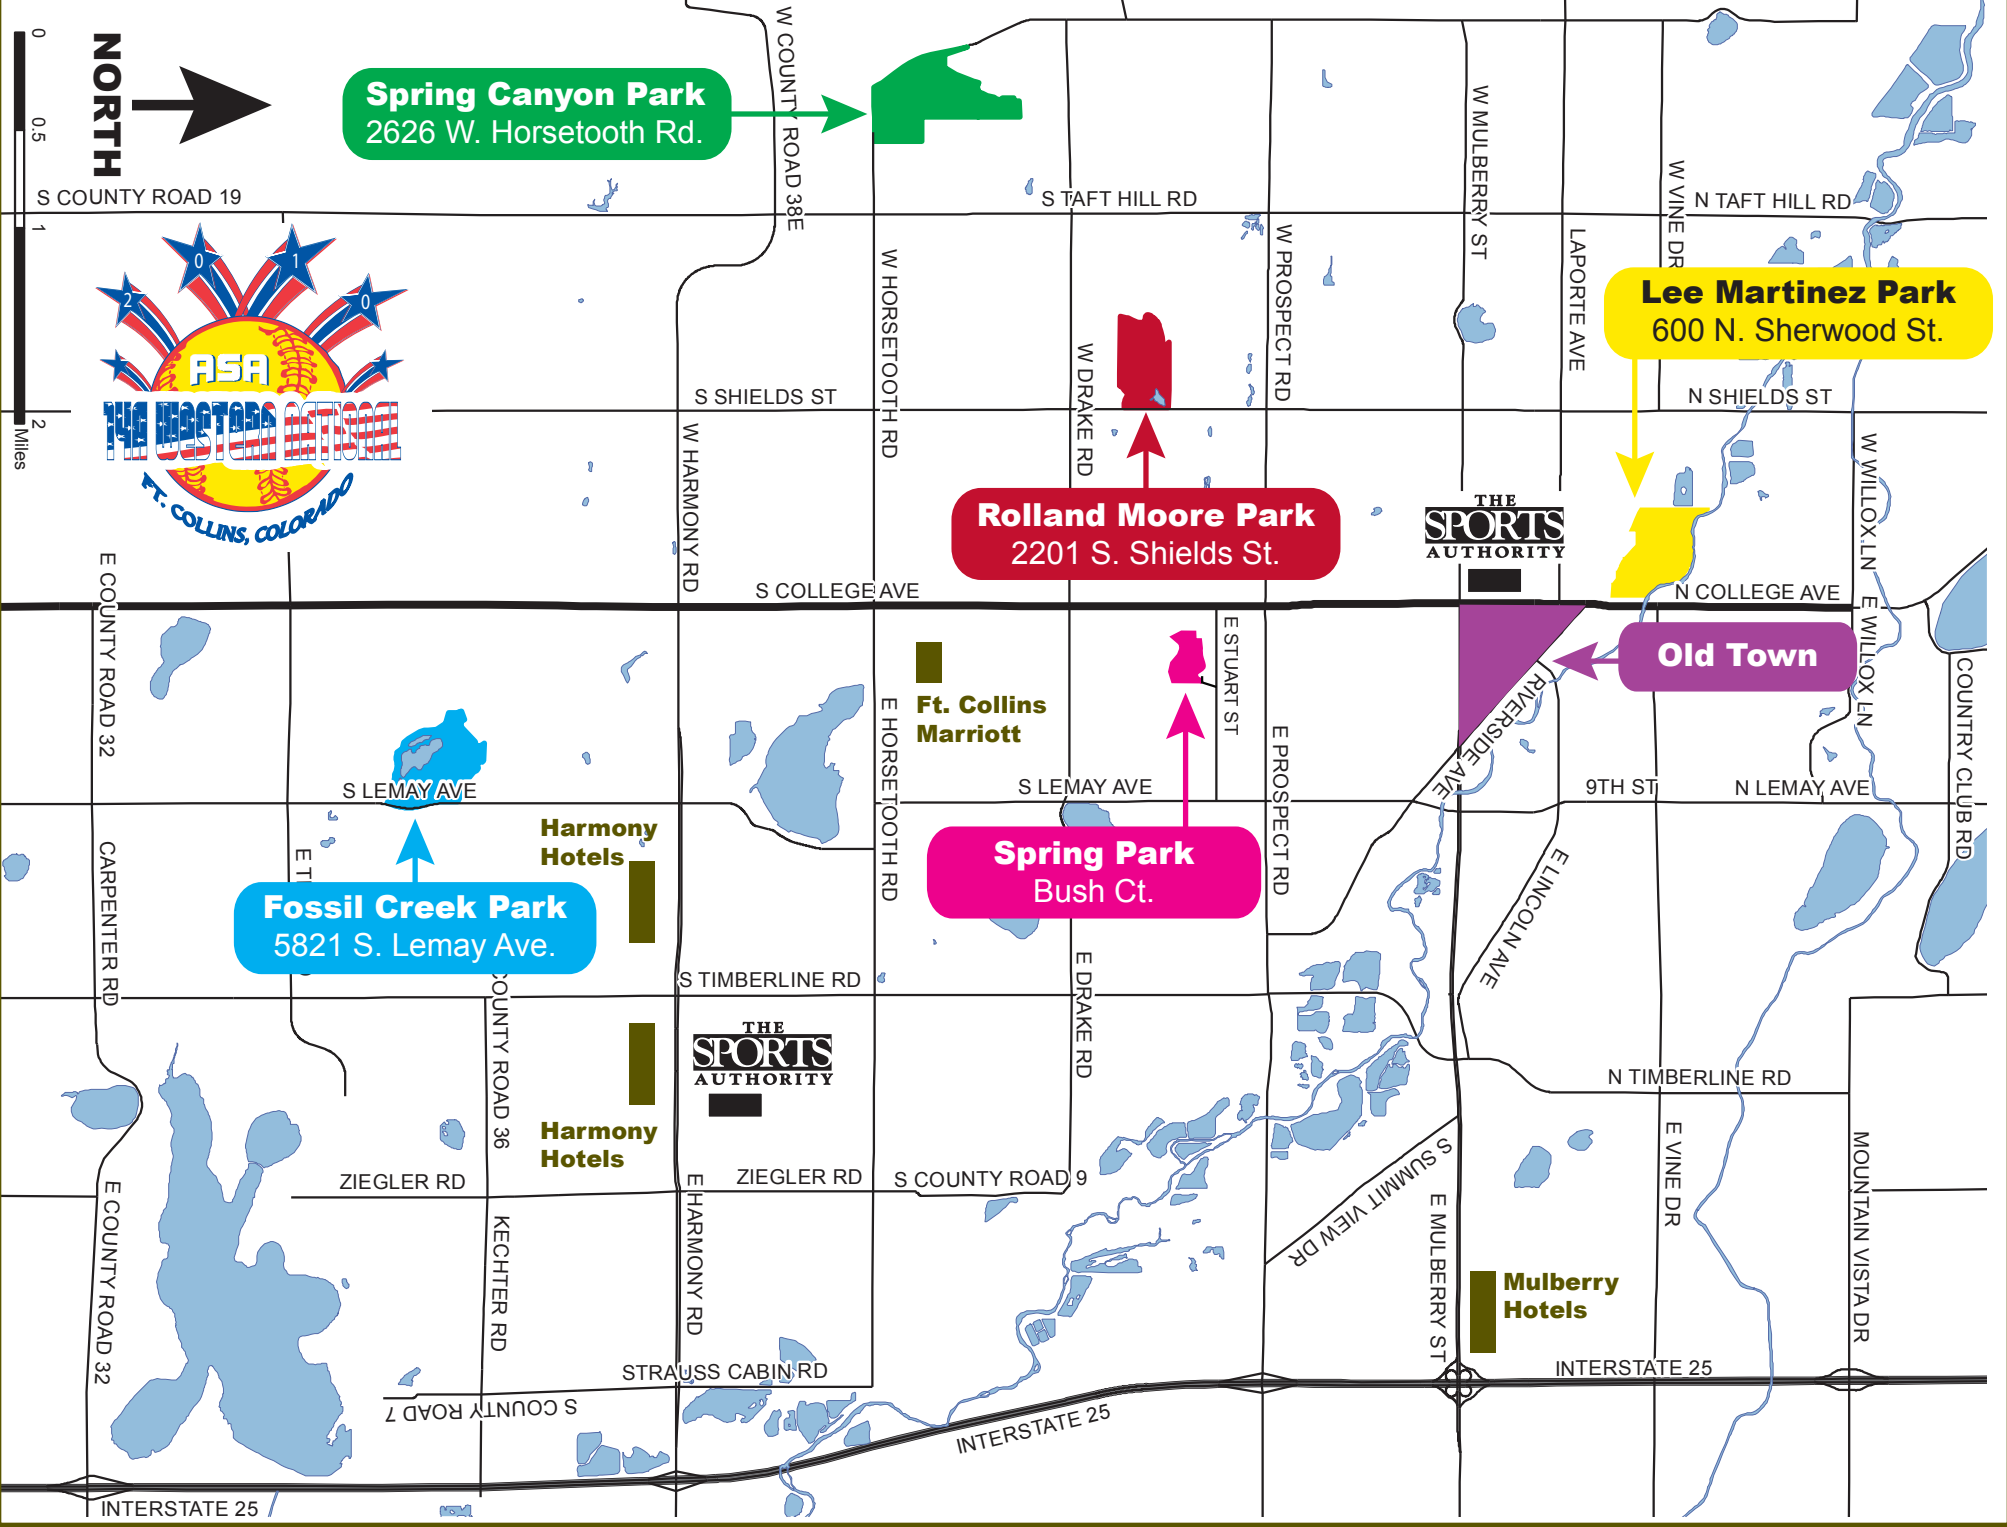 0
0.5
1
2
Miles
NORTH
Spring Canyon Park
2626 W. Horsetooth Rd.
W COUNTY ROAD 38E
W MULBERRY ST
W VINE DR
S COUNTY ROAD 19
S TAFT HILL RD
N TAFT HILL RD
2
0
1
0
ASA
14A WESTERN NATIONAL
FT. COLLINS, COLORADO
W HORSETOOTH RD
W PROSPECT RD
LAPORTE AVE
Lee Martinez Park
600 N. Sherwood St.
W DRAKE RD
S SHIELDS ST
N SHIELDS ST
W HARMONY RD
W WILLOX LN
Rolland Moore Park
2201 S. Shields St.
THE
SPORTS
AUTHORITY
E COUNTY ROAD 32
S COLLEGE AVE
N COLLEGE AVE
E WILLOX LN
E STUART ST
Old Town
COUNTRY CLUB RD
RIVERSIDE AVE
Ft. Collins
Marriott
E HORSETOOTH RD
E PROSPECT RD
S LEMAY AVE
S LEMAY AVE
9TH ST
N LEMAY AVE
Harmony
Hotels
CARPENTER RD
Spring Park
Bush Ct.
E LINCOLN AVE
Fossil Creek Park
5821 S. Lemay Ave.
E DRAKE RD
S TIMBERLINE RD
COUNTY ROAD 36
THE
SPORTS
AUTHORITY
N TIMBERLINE RD
Harmony
Hotels
E VINE DR
MOUNTAIN VISTA DR
S SUMMIT VIEW DR
ZIEGLER RD
ZIEGLER RD
S COUNTY ROAD 9
E COUNTY ROAD 32
KECHTER RD
E HARMONY RD
E MULBERRY ST
Mulberry
Hotels
STRAUSS CABIN RD
INTERSTATE 25
S COUNTY ROAD 7
INTERSTATE 25
INTERSTATE 25